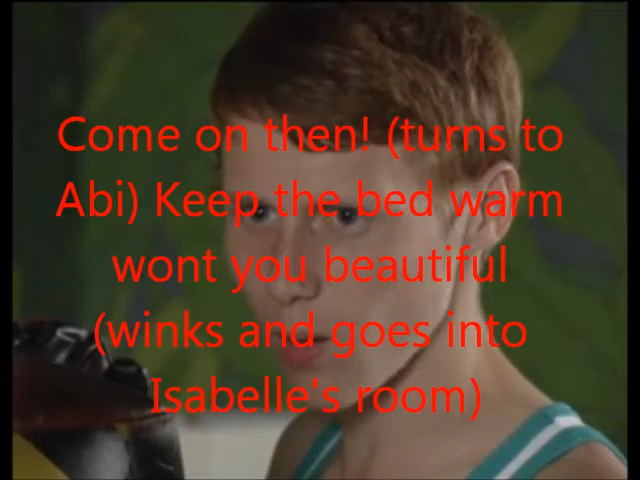 Come on then! (turns to
Abi) Keep the bed warm
wont you beautiful
(winks and goes into
Isabelle's room)